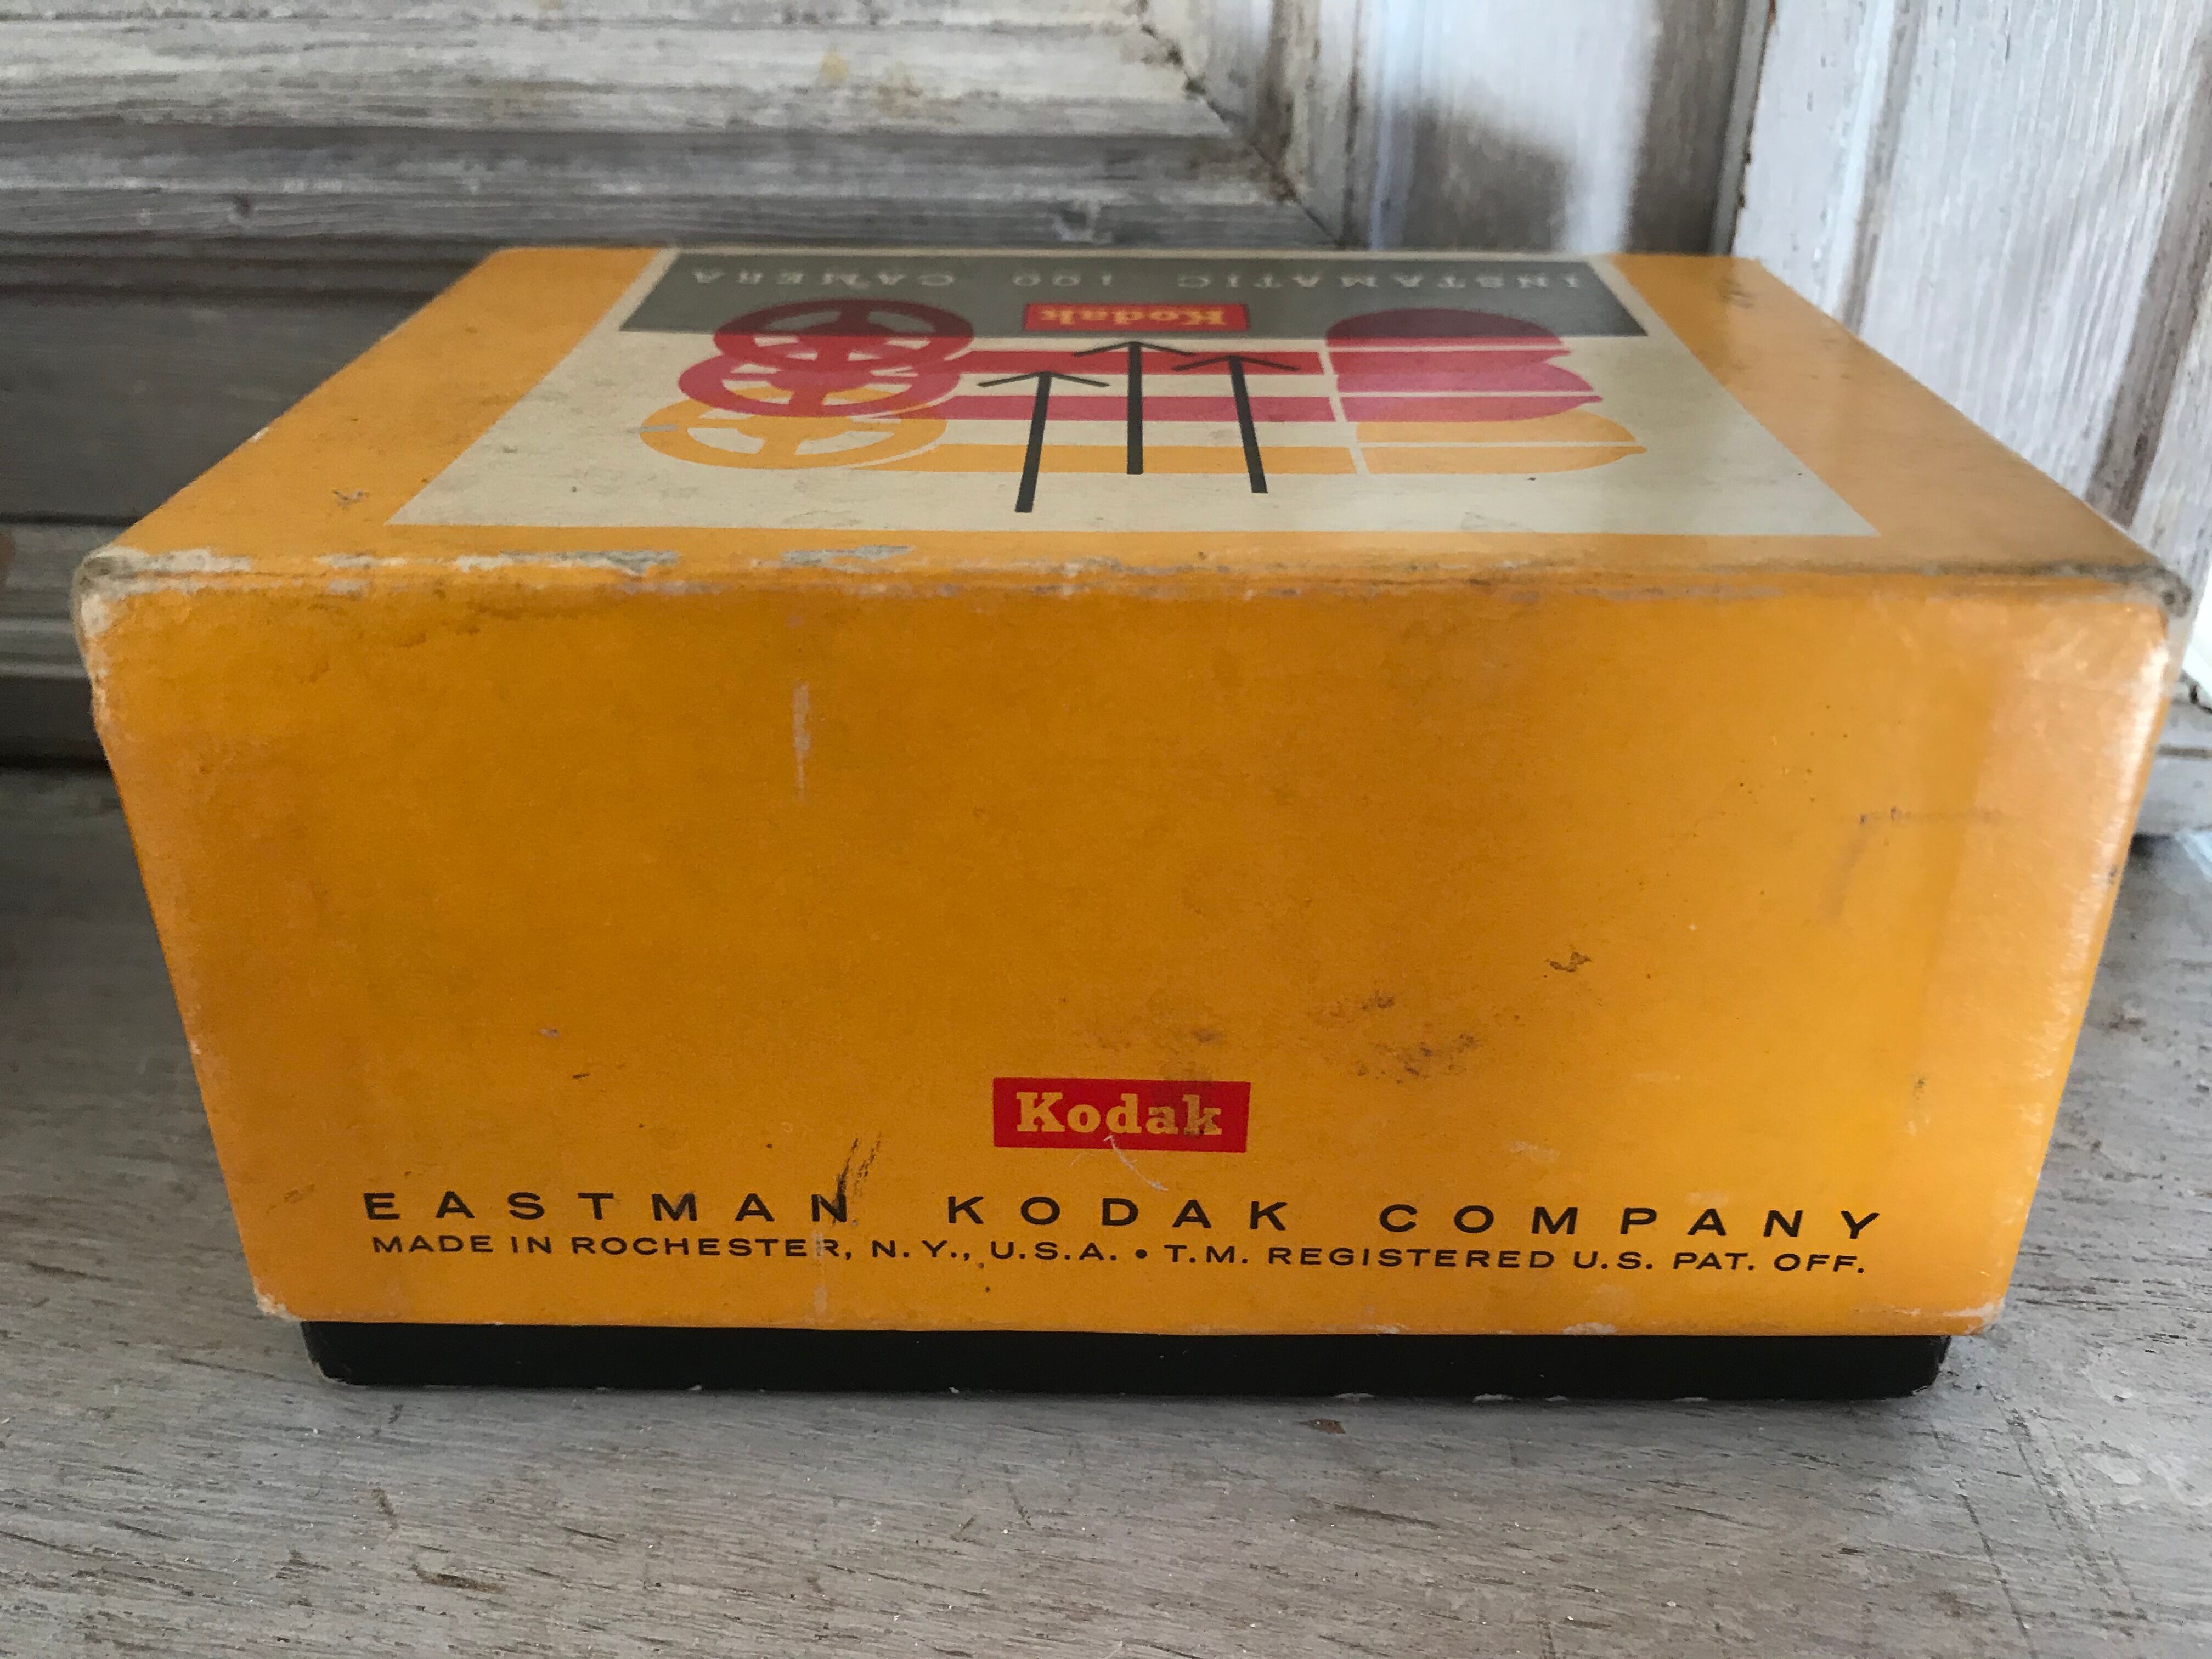 INSTAMATIC 100 CAMERA
Kodak
Kodak
EASTMAN KODAK COMPANY
MADE IN ROCHESTER, N.Y., U.S.A. • T.M. REGISTERED U.S. PAT. OFF.